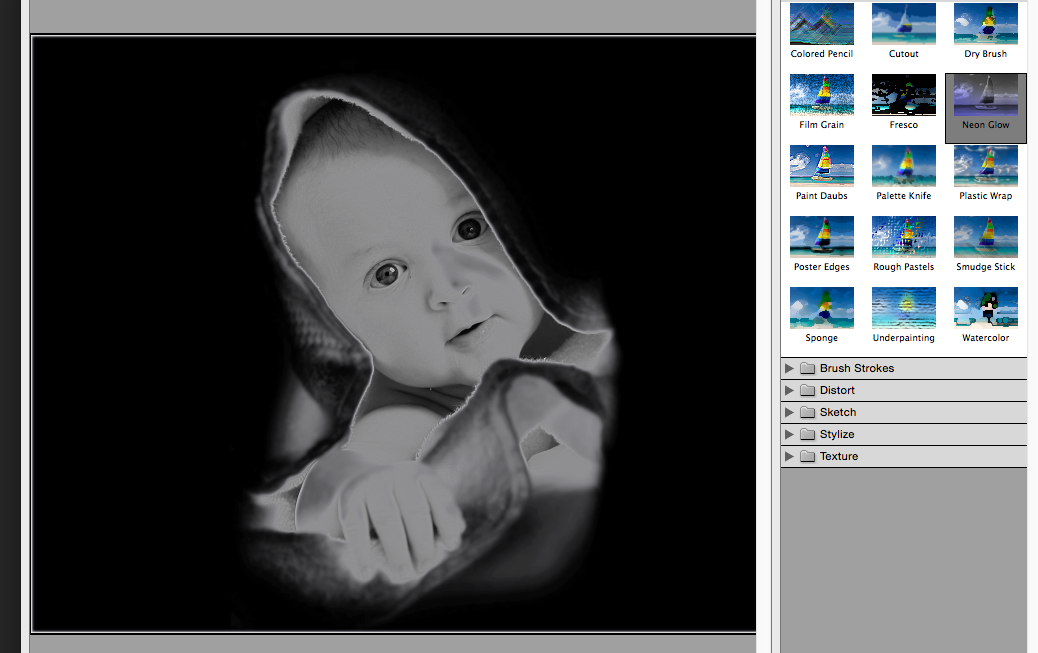 Colored Pencil
Cutout
Dry Brush
Film Grain
Fresco
Neon Glow
Paint Daubs
Palette Knife
Plastic Wrap
Poster Edges
Rough Pastels
Smudge Stick
Sponge
Underpainting
Watercolor
Brush Strokes
Distort
Sketch
Stylize
Texture